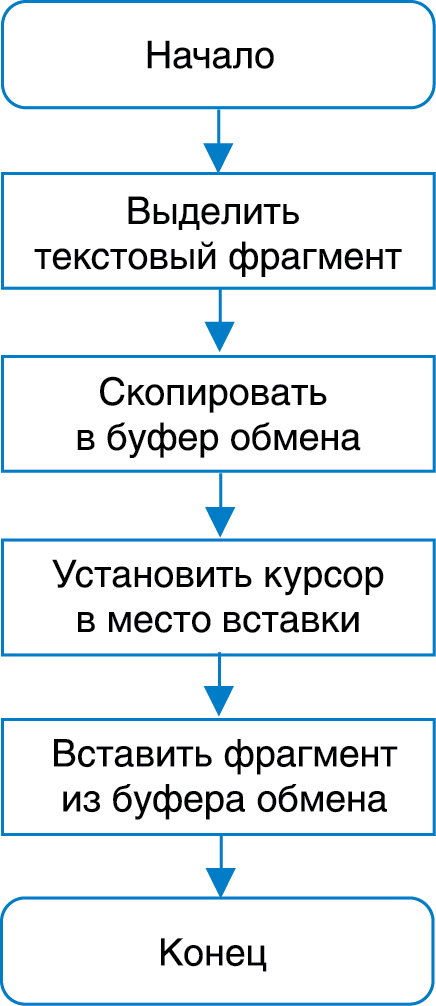 Начало
Выделить
текстовый фрагмент
Скопировать
в буфер обмена
Установить курсор
в место вставки
Вставить фрагмент
из буфера обмена
Конец